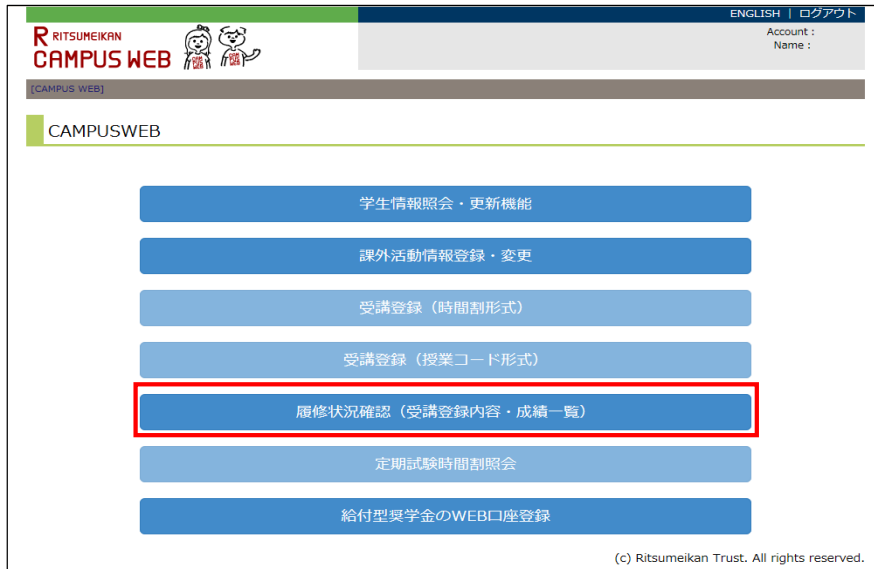 ENGLISH | ログアウト
R RITSUMEIKAN
CAMPUS WEB
CAM
WEB
CAM
WEB
Account :
Name :
[CAMPUS WEB]
CAMPUSWEB
学生情報照会・更新機能
課外活動情報登録・変更
受講登録（時間割形式）
受講登録（授業コード形式）
履修状況確認（受講登録内容・成績一覧）
定期試験時間割照会
給付型奨学金のWEB口座登録
(c) Ritsumeikan Trust. All rights reserved.